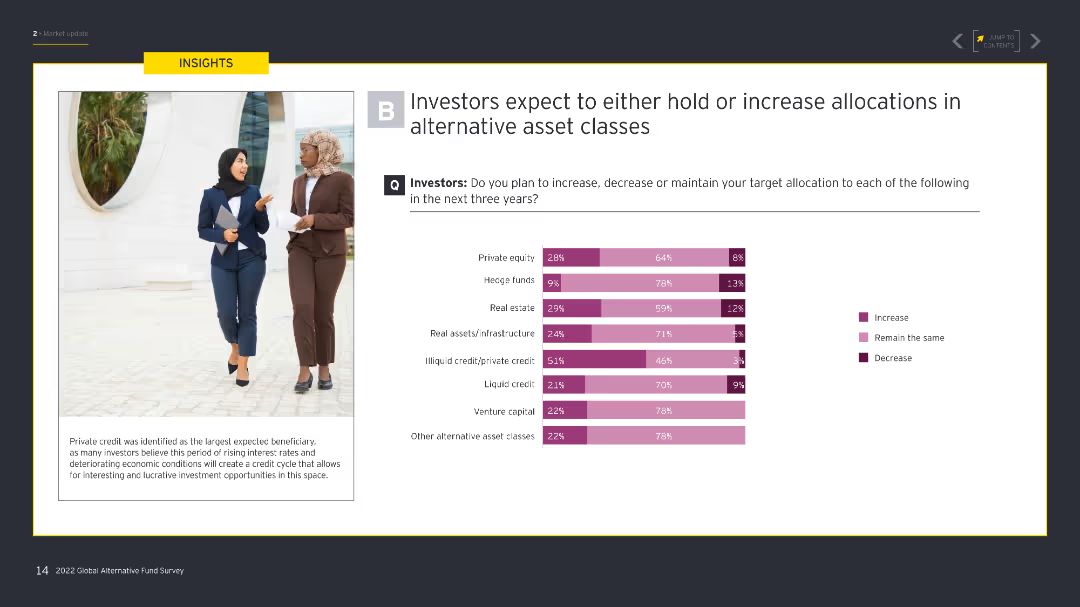 2 • Market update
JUMP TO
CONTENTS
INSIGHTS
B
Investors expect to either hold or increase allocations in
alternative asset classes
Q
Investors: Do you plan to increase, decrease or maintain your target allocation to each of the following
in the next three years?
Private equity 28% 64% 8%
Hedge funds 9% 78% 13%
Real estate 29% 59% 12%
Real assets/infrastructure 24% 71% 5%
Illiquid credit/private credit 51% 46% 3%
Liquid credit 21% 70% 9%
Venture capital 22% 78%
Other alternative asset classes 22% 78%
Increase
Remain the same
Decrease
Private credit was identified as the largest expected beneficiary,
as many investors believe this period of rising interest rates and
deteriorating economic conditions will create a credit cycle that allows
for interesting and lucrative investment opportunities in this space.
14 2022 Global Alternative Fund Survey